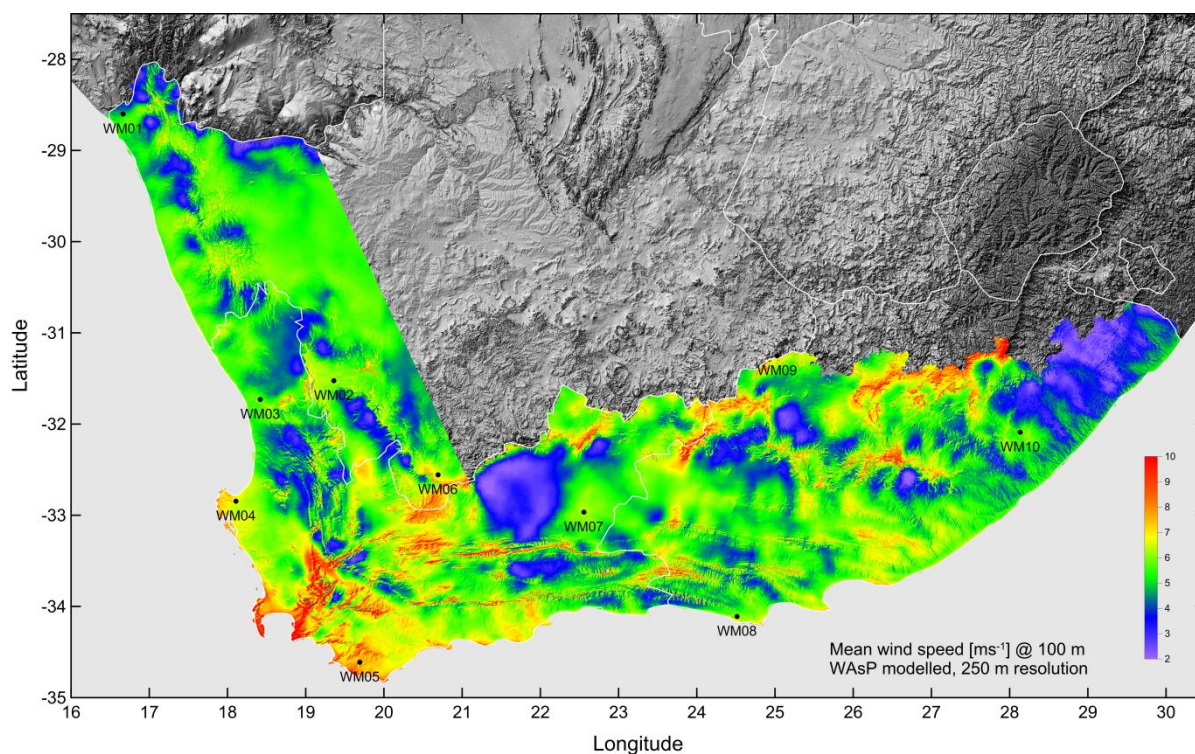 -28
-29
-30
-31
-32
-33
-34
-35
Latitude
WM01
WM02
WM03
WM04
WM05
WM06
WM07
WM08
WM09
WM10
10
9
8
7
6
5
4
3
2
Mean wind speed [ms⁻¹] @ 100 m
WAsP modelled, 250 m resolution
16 17 18 19 20 21 22 23 24 25 26 27 28 29 30
Longitude